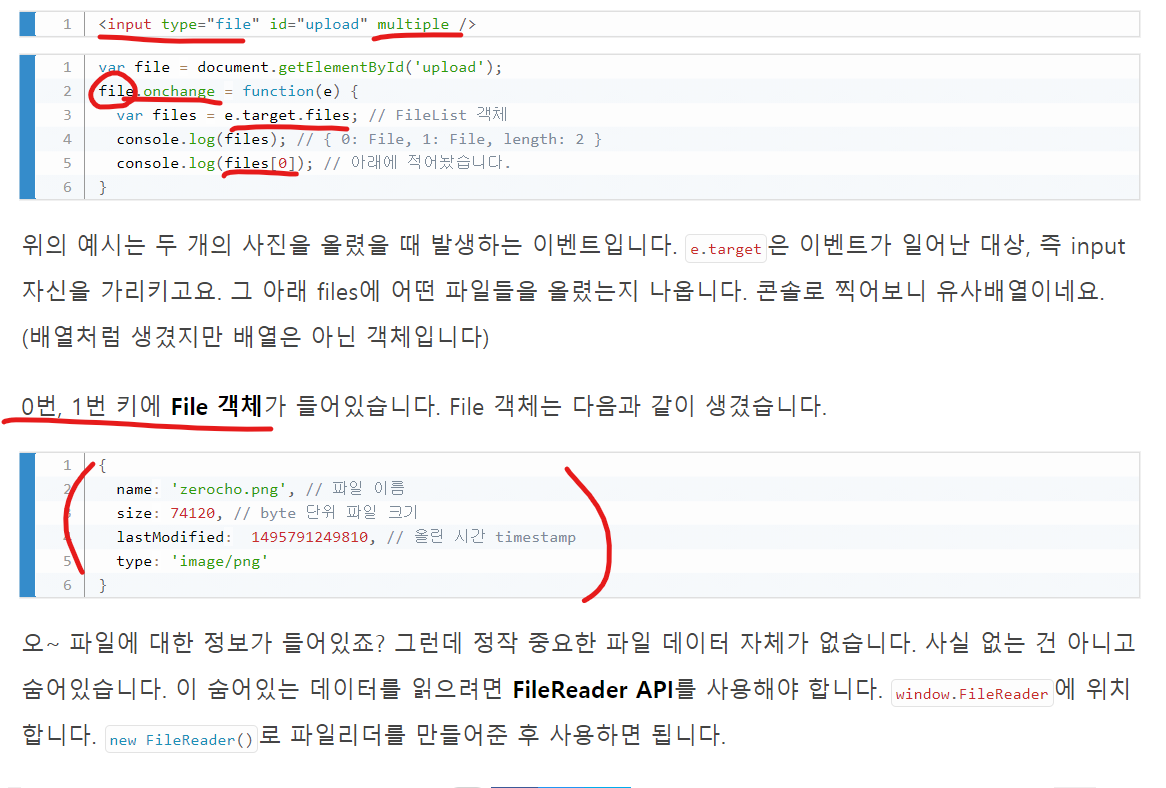 1 <input type="file" id="upload" multiple />
1 var file = document.getElementById('upload');
2 file.onchange = function(e) {
3 var files = e.target.files; // FileList 객체
4 console.log(files); // { 0: File, 1: File, length: 2 }
5 console.log(files[0]); // 아래에 적어놨습니다.
6 }
위의 예시는 두 개의 사진을 올렸을 때 발생하는 이벤트입니다. e.target은 이벤트가 일어난 대상, 즉 input
자신을 가리키고요. 그 아래 files에 어떤 파일들을 올렸는지 나옵니다. 콘솔로 찍어보니 유사배열이네요.
(배열처럼 생겼지만 배열은 아닌 객체입니다)
0번, 1번 키에 File 객체가 들어있습니다. File 객체는 다음과 같이 생겼습니다.
1 {
2 name: 'zerocho.png', // 파일 이름
3 size: 74120, // byte 단위 파일 크기
4 lastModified: 1495791249810, // 올린 시간 timestamp
5 type: 'image/png'
6 }
오~ 파일에 대한 정보가 들어있죠? 그런데 정작 중요한 파일 데이터 자체가 없습니다. 사실 없는 건 아니고
숨어있습니다. 이 숨어있는 데이터를 읽으려면 FileReader API를 사용해야 합니다. window.FileReader에 위치
합니다. new FileReader()로 파일리더를 만들어준 후 사용하면 됩니다.